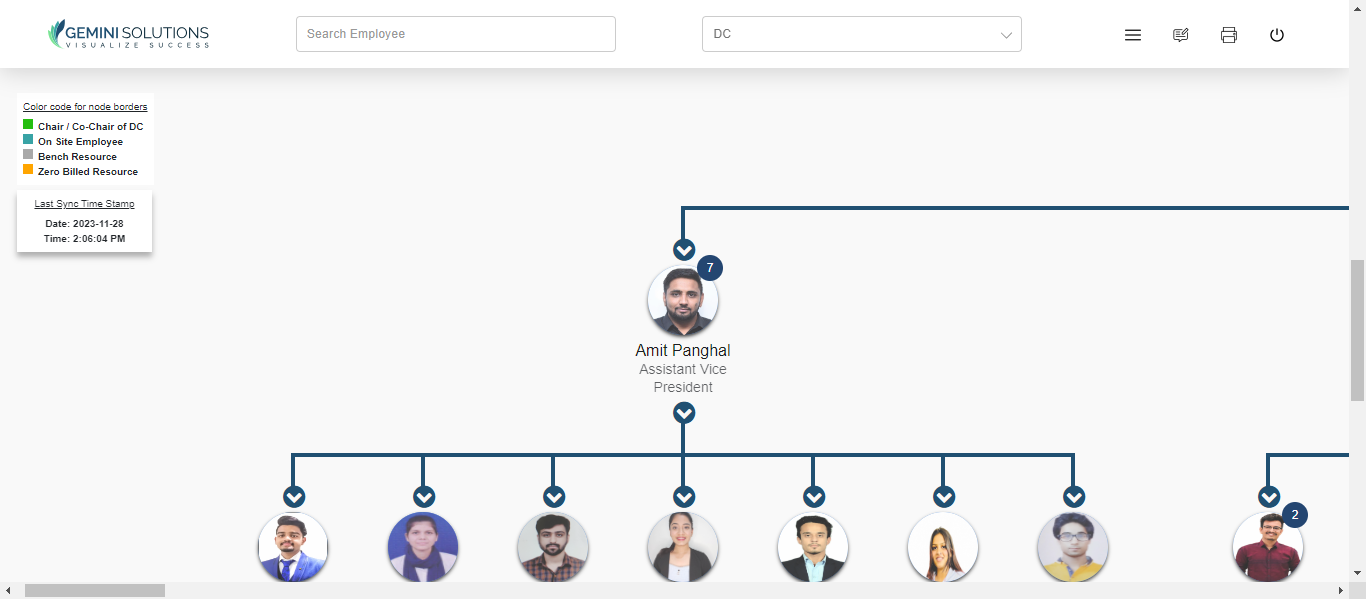 GEMINI SOLUTIONS
VISUALIZE SUCCESS
Search Employee
DC
Color code for node borders
Chair / Co-Chair of DC
On Site Employee
Bench Resource
Zero Billed Resource
Last Sync Time Stamp
Date: 2023-11-28
Time: 2:06:04 PM
7
Amit Panghal
Assistant Vice
President
2